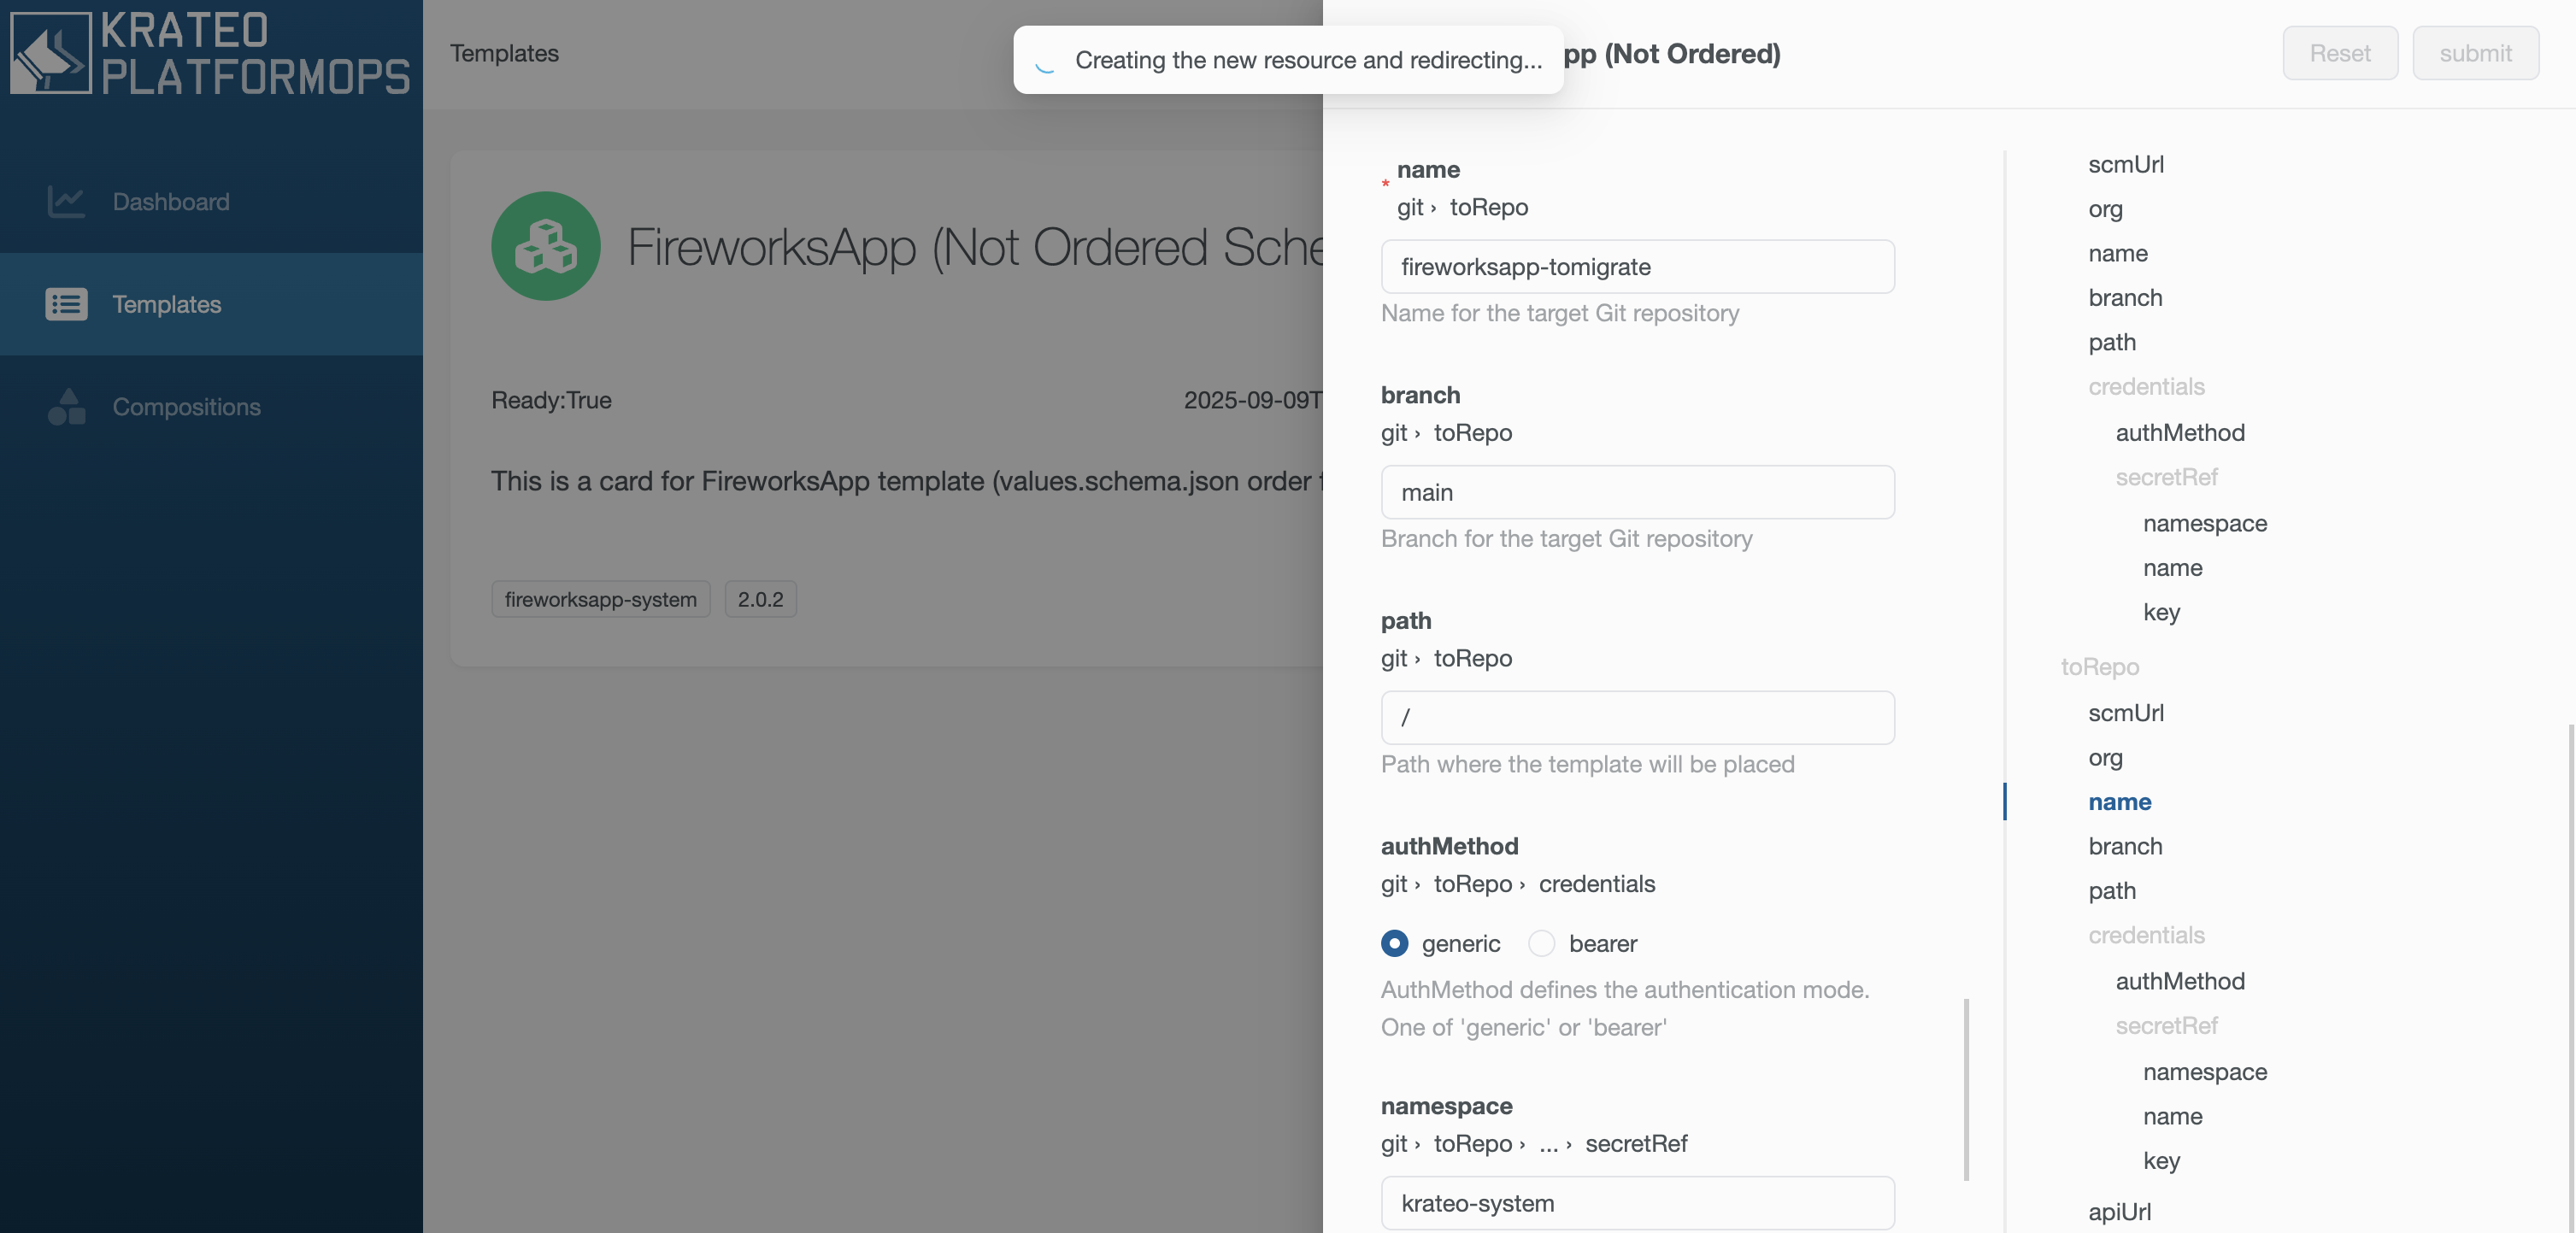 KRATEO
PLATFORMOPS
Dashboard
Templates
Compositions
Templates
FireworksApp (Not Ordered Sche
Ready:True
2025-09-09T
This is a card for FireworksApp template (values.schema.json order
fireworksapp-system
2.0.2
Creating the new resource and redirecting...
pp (Not Ordered)
Reset
submit
* name
git › toRepo
fireworksapp-tomigrate
Name for the target Git repository
branch
git › toRepo
main
Branch for the target Git repository
path
git › toRepo
/
Path where the template will be placed
authMethod
git › toRepo › credentials
generic
bearer
AuthMethod defines the authentication mode.
One of 'generic' or 'bearer'
namespace
git › toRepo › ... › secretRef
krateo-system
scmUrl
org
name
branch
path
credentials
authMethod
secretRef
namespace
name
key
toRepo
scmUrl
org
name
branch
path
credentials
authMethod
secretRef
namespace
name
key
apiUrl